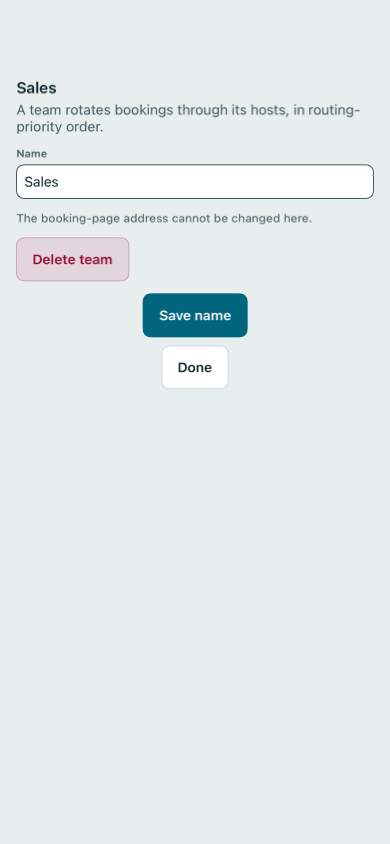 Sales
A team rotates bookings through its hosts, in routing-
priority order.
Name
Sales
The booking-page address cannot be changed here.
Delete team
Save name
Done